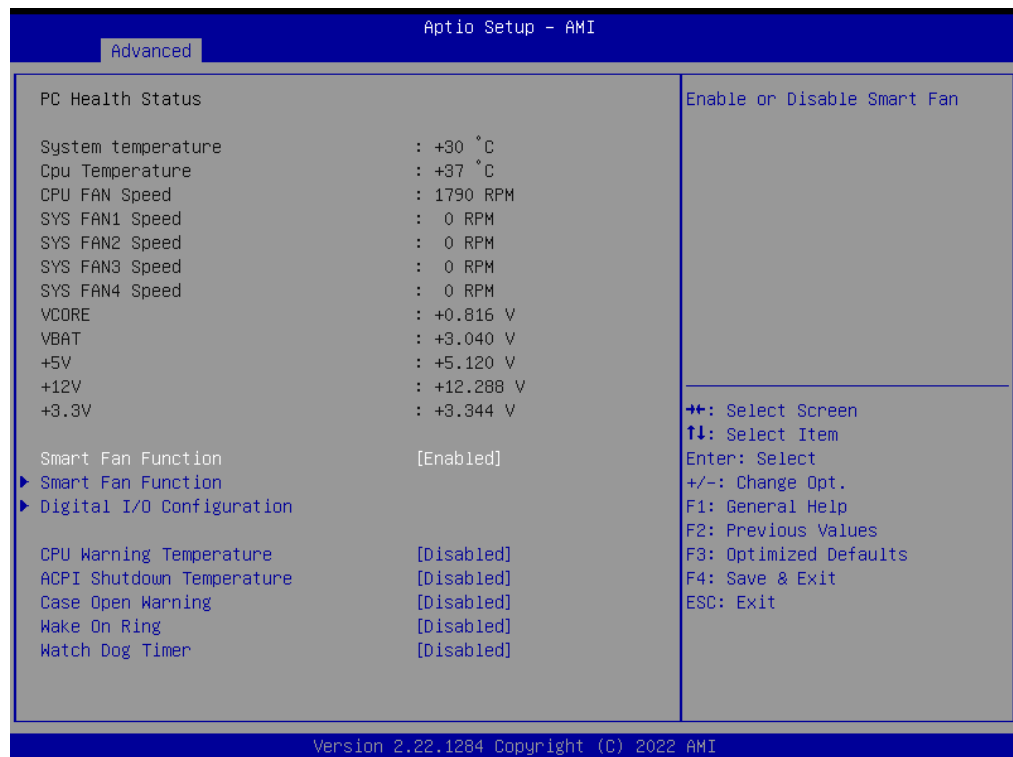 Aptio Setup – AMI
Advanced
PC Health Status
System temperature : +30 °C
Cpu Temperature : +37 °C
CPU FAN Speed : 1790 RPM
SYS FAN1 Speed : 0 RPM
SYS FAN2 Speed : 0 RPM
SYS FAN3 Speed : 0 RPM
SYS FAN4 Speed : 0 RPM
VCORE : +0.816 V
VBAT : +3.040 V
+5V : +5.120 V
+12V : +12.288 V
+3.3V : +3.344 V
Smart Fan Function [Enabled]
Smart Fan Function
Digital I/O Configuration
CPU Warning Temperature [Disabled]
ACPI Shutdown Temperature [Disabled]
Case Open Warning [Disabled]
Wake On Ring [Disabled]
Watch Dog Timer [Disabled]
Enable or Disable Smart Fan
→←: Select Screen
↑↓: Select Item
Enter: Select
+/-: Change Opt.
F1: General Help
F2: Previous Values
F3: Optimized Defaults
F4: Save & Exit
ESC: Exit
Version 2.22.1284 Copyright (C) 2022 AMI